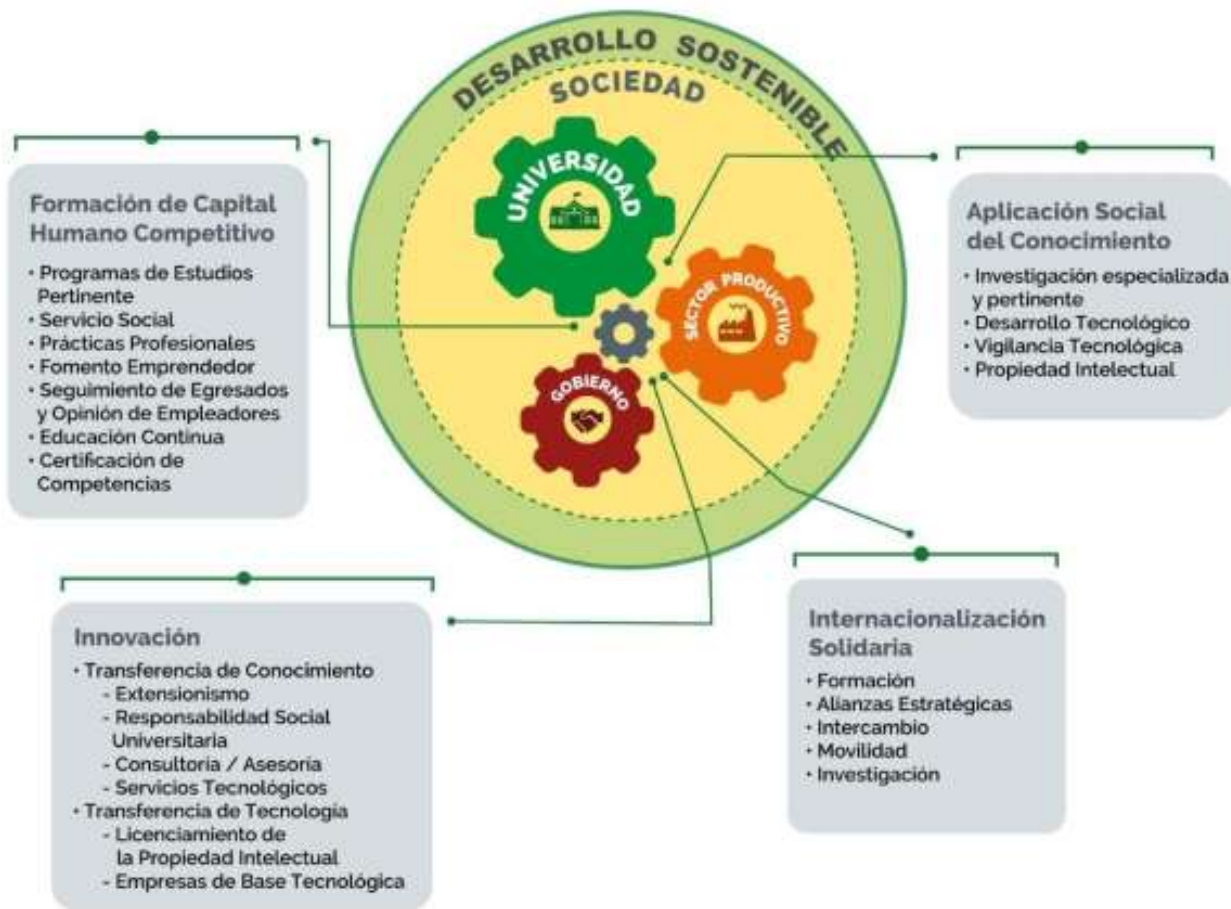 DESARROLLO SOSTENIBLE
SOCIEDAD
UNIVERSIDAD
SECTOR PRODUCTIVO
GOBIERNO
Formación de Capital
Humano Competitivo
• Programas de Estudios
Pertinente
• Servicio Social
• Prácticas Profesionales
• Fomento Emprendedor
• Seguimiento de Egresados
y Opinión de Empleadores
• Educación Continua
• Certificación de
Competencias
Aplicación Social
del Conocimiento
• Investigación especializada
y pertinente
• Desarrollo Tecnológico
• Vigilancia Tecnológica
• Propiedad Intelectual
Innovación
• Transferencia de Conocimiento
- Extensionismo
- Responsabilidad Social
Universitaria
- Consultoría / Asesoría
- Servicios Tecnológicos
• Transferencia de Tecnología
- Licenciamiento de
la Propiedad Intelectual
- Empresas de Base Tecnológica
Internacionalización
Solidaria
• Formación
• Alianzas Estratégicas
• Intercambio
• Movilidad
• Investigación